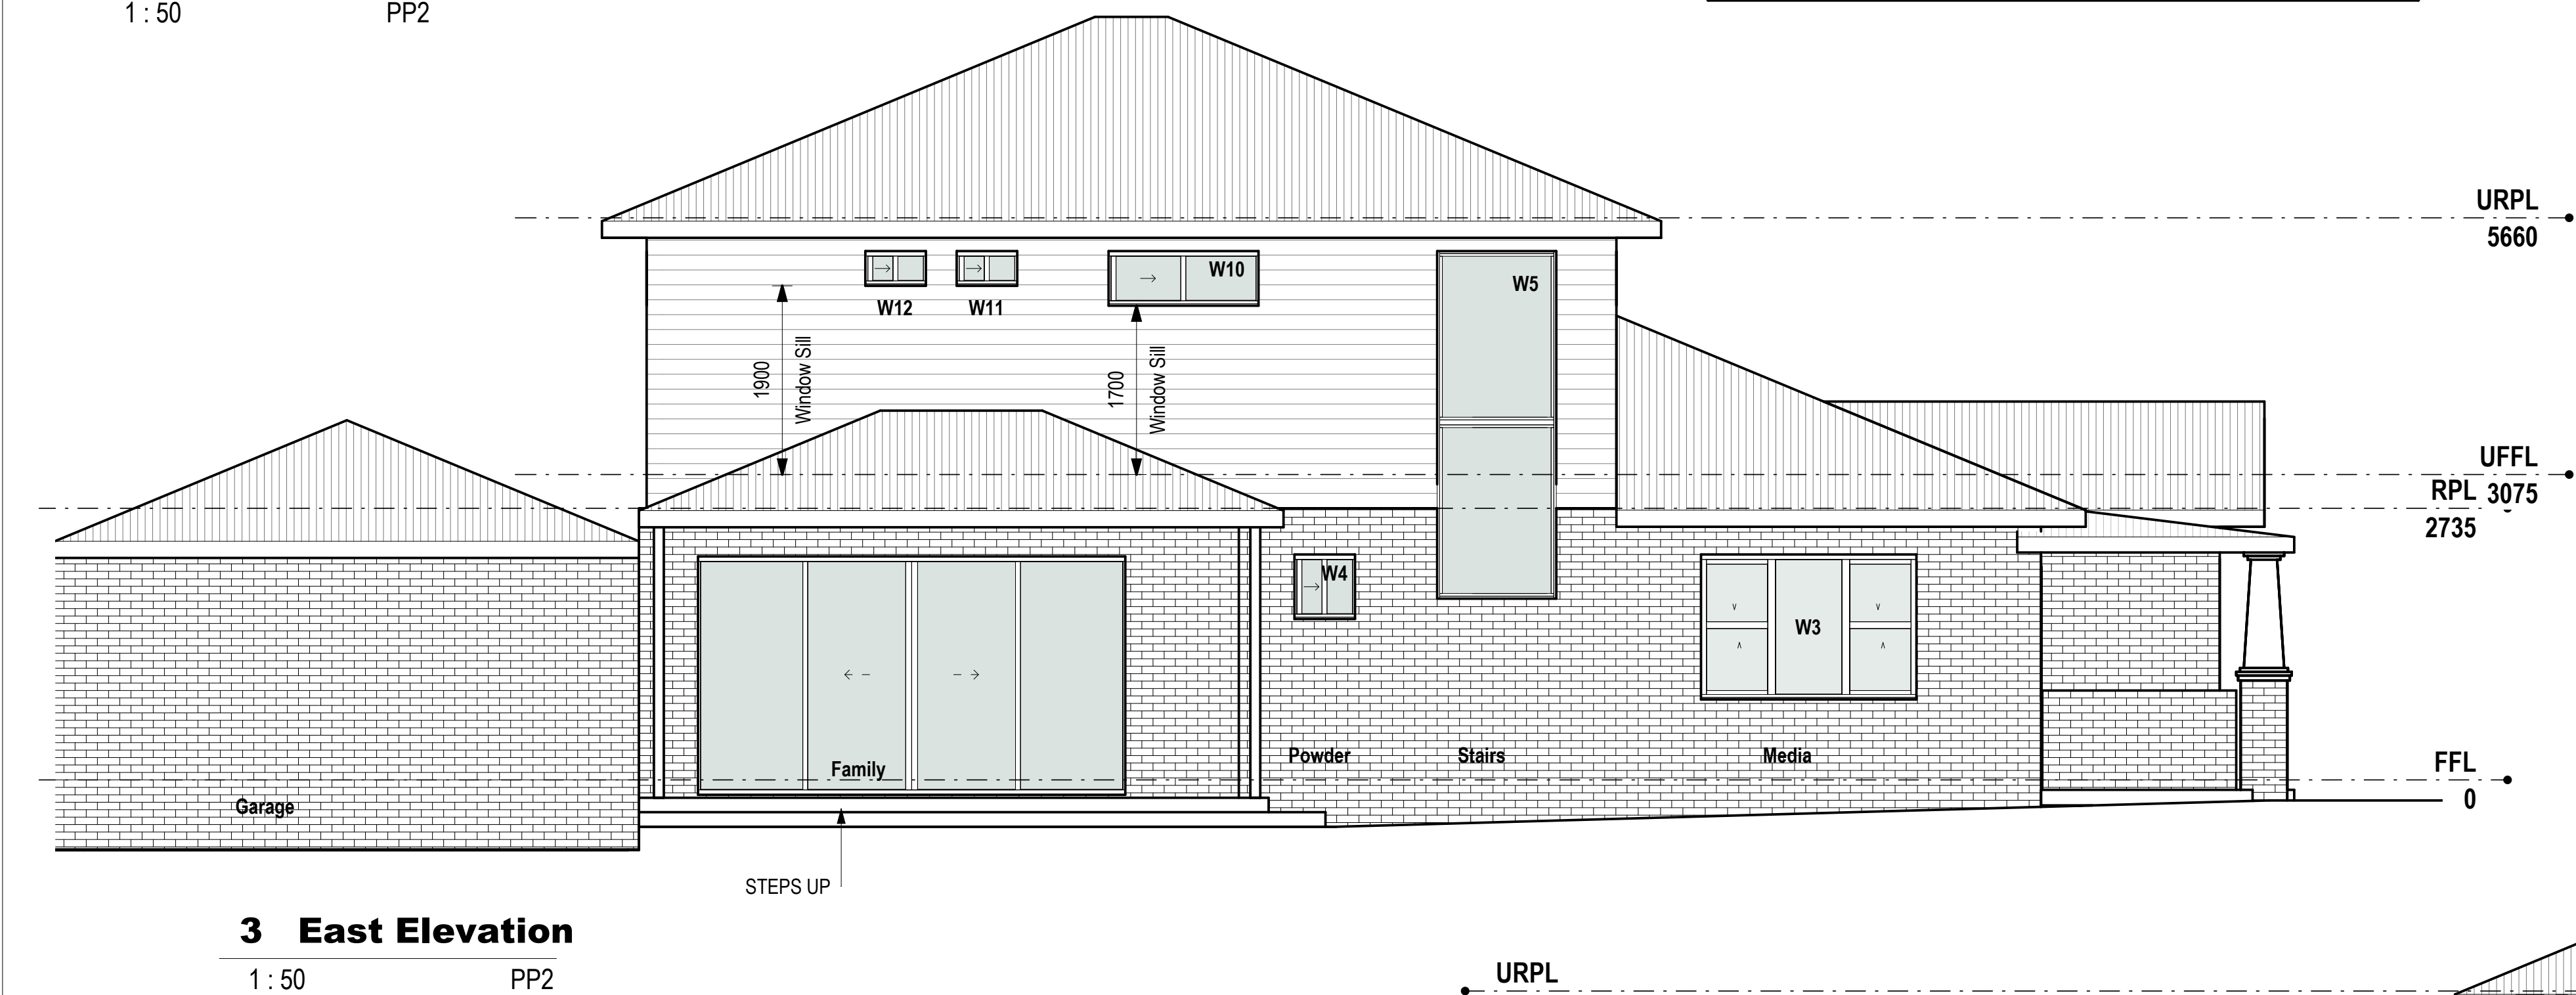 1 : 50 PP2
URPL
5660
W10
W5
W12 W11
1900
Window Sill
1700
Window Sill
UFFL
3075
RPL
2735
W4
W3
Family
Powder Stairs Media
FFL
0
Garage
STEPS UP
3 East Elevation
1 : 50 PP2
URPL